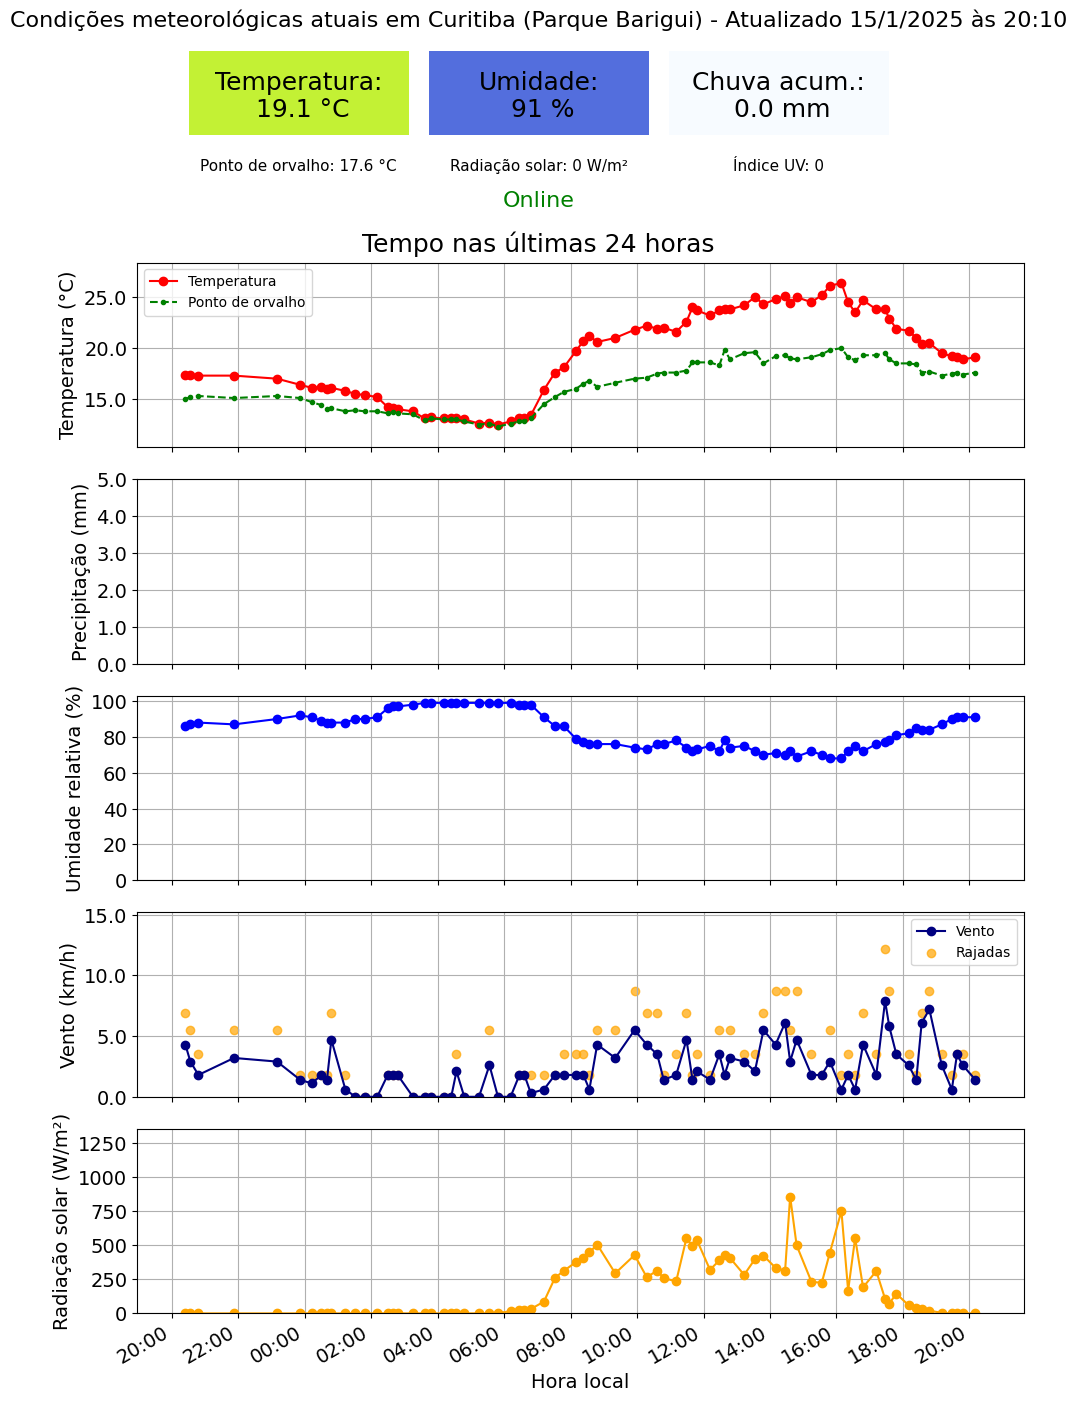 Condições meteorológicas atuais em Curitiba (Parque Barigui) - Atualizado 15/1/2025 às 20:10
Temperatura:
19.1 °C
Umidade:
91 %
Chuva acum.:
0.0 mm
Ponto de orvalho: 17.6 °C
Radiação solar: 0 W/m²
Índice UV: 0
Online
Tempo nas últimas 24 horas
Temperatura (°C)
25.0
20.0
15.0
Temperatura
Ponto de orvalho
Precipitação (mm)
5.0
4.0
3.0
2.0
1.0
0.0
Umidade relativa (%)
100
80
60
40
20
0
Vento (km/h)
15.0
10.0
5.0
0.0
Vento
Rajadas
Radiação solar (W/m²)
1250
1000
750
500
250
0
20:00
22:00
00:00
02:00
04:00
06:00
08:00
10:00
12:00
14:00
16:00
18:00
20:00
Hora local